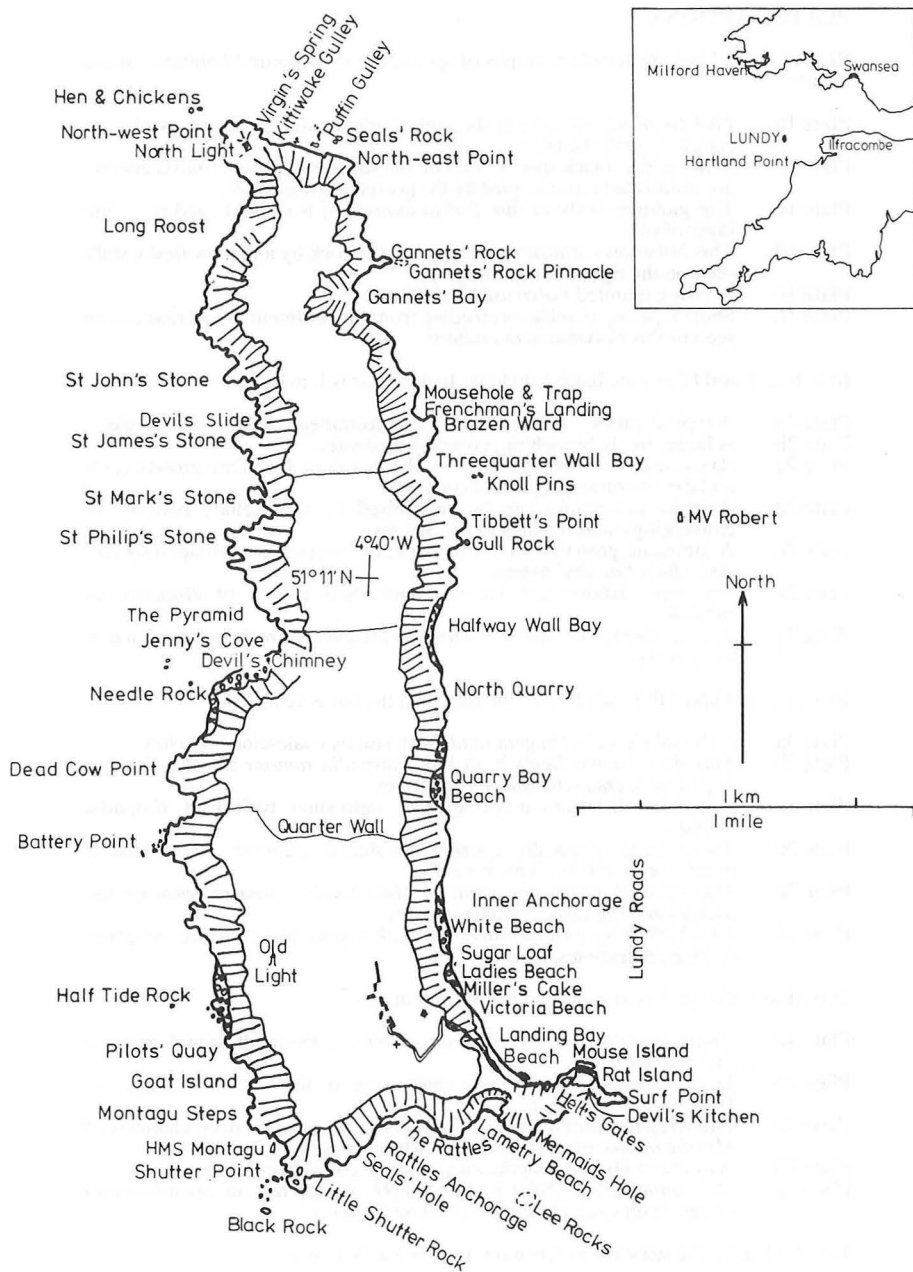 Milford Haven
Swansea
LUNDY
Hartland Point
Ilfracombe
Hen & Chickens
Virgin's Spring
Kittiwake Gulley
Puffin Gulley
North-west Point
North Light
Seals' Rock
North-east Point
Long Roost
Gannets' Rock
Gannets' Rock Pinnacle
Gannets' Bay
St John's Stone
Mousehole & Trap
Frenchman's Landing
Devil's Slide
Brazen Ward
St James's Stone
Threequarter Wall Bay
Knoll Pins
St Mark's Stone
Tibbett's Point
MV Robert
St Philip's Stone
4°40'W
Gull Rock
51°11'N
North
The Pyramid
Halfway Wall Bay
Jenny's Cove
Devil's Chimney
Needle Rock
North Quarry
Dead Cow Point
Quarry Bay
Beach
1 km
1 mile
Quarter Wall
Battery Point
Inner Anchorage
White Beach
Lundy Roads
Old
Light
Sugar Loaf
Ladies Beach
Half Tide Rock
Miller's Cake
Victoria Beach
Pilots' Quay
Landing Bay
Beach
Mouse Island
Rat Island
Goat Island
Surf Point
Devil's Kitchen
Hell's Gates
Montagu Steps
HMS Montagu
Shutter Point
The Rattles
Lametry Beach
Mermaids Hole
Rattles Anchorage
Seals' Hole
Lee Rocks
Little Shutter Rock
Black Rock